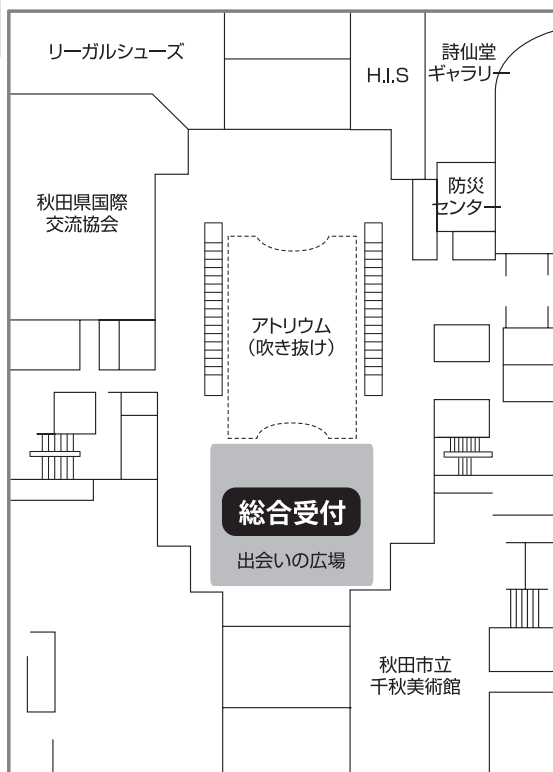 リーガルシューズ
H.I.S
詩仙堂
ギャラリー
防災
センター
秋田県国際
交流協会
アトリウム
(吹き抜け)
総合受付
出会いの広場
秋田市立
千秋美術館